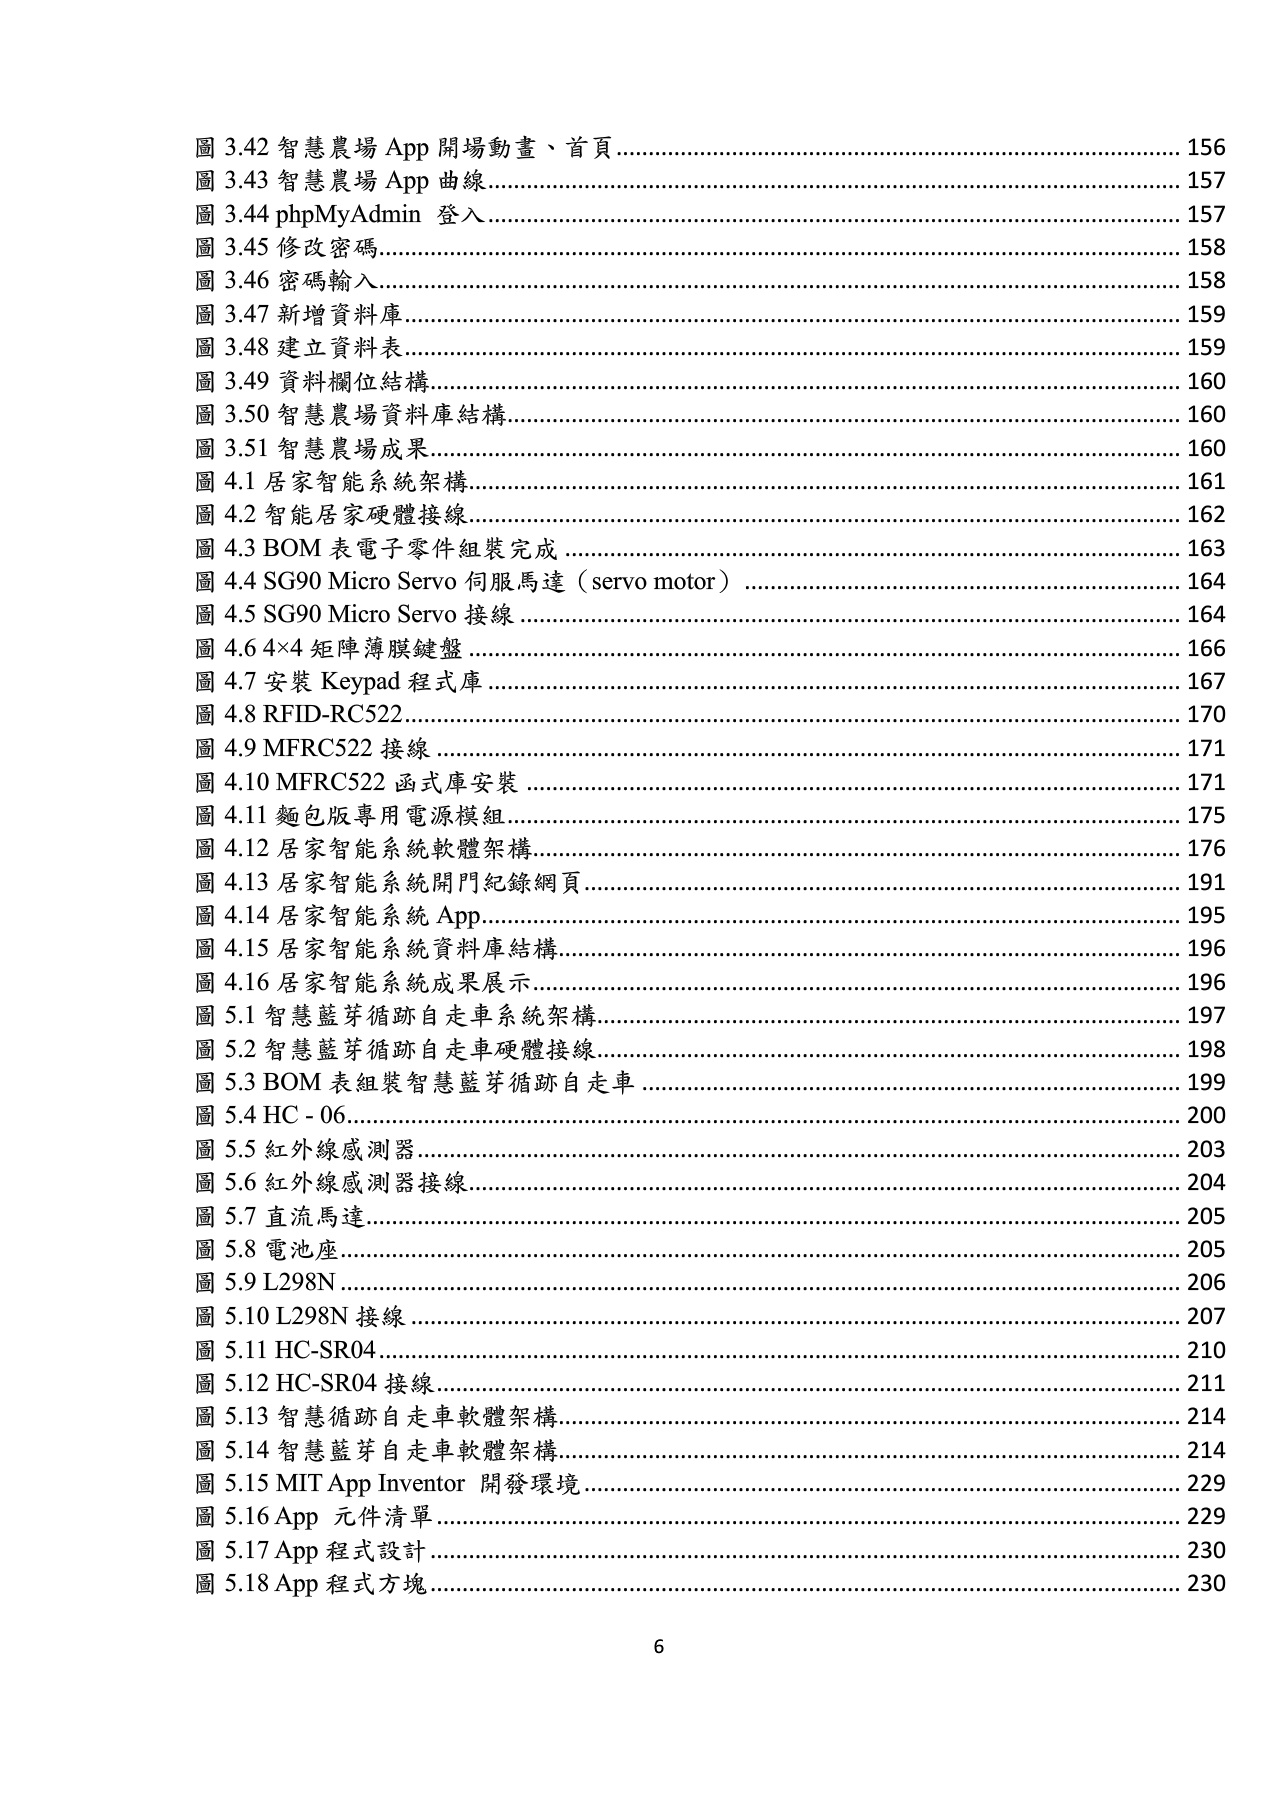 圖 3.42 智慧農場 App 開場動畫、首頁........................................ 156
圖 3.43 智慧農場 App 曲線........................................ 157
圖 3.44 phpMyAdmin 登入........................................ 157
圖 3.45 修改密碼........................................ 158
圖 3.46 密碼輸入........................................ 158
圖 3.47 新增資料庫........................................ 159
圖 3.48 建立資料表........................................ 159
圖 3.49 資料欄位結構........................................ 160
圖 3.50 智慧農場資料庫結構........................................ 160
圖 3.51 智慧農場成果........................................ 160
圖 4.1 居家智能系統架構........................................ 161
圖 4.2 智能居家硬體接線........................................ 162
圖 4.3 BOM 表電子零件組裝完成 ........................................ 163
圖 4.4 SG90 Micro Servo 伺服馬達（servo motor） ........................................ 164
圖 4.5 SG90 Micro Servo 接線 ........................................ 164
圖 4.6 4×4 矩陣薄膜鍵盤 ........................................ 166
圖 4.7 安裝 Keypad 程式庫 ........................................ 167
圖 4.8 RFID-RC522........................................ 170
圖 4.9 MFRC522 接線 ........................................ 171
圖 4.10 MFRC522 函式庫安裝 ........................................ 171
圖 4.11 麵包版專用電源模組........................................ 175
圖 4.12 居家智能系統軟體架構........................................ 176
圖 4.13 居家智能系統開門紀錄網頁........................................ 191
圖 4.14 居家智能系統 App........................................ 195
圖 4.15 居家智能系統資料庫結構........................................ 196
圖 4.16 居家智能系統成果展示........................................ 196
圖 5.1 智慧藍芽循跡自走車系統架構........................................ 197
圖 5.2 智慧藍芽循跡自走車硬體接線........................................ 198
圖 5.3 BOM 表組裝智慧藍芽循跡自走車 ........................................ 199
圖 5.4 HC - 06........................................ 200
圖 5.5 紅外線感測器........................................ 203
圖 5.6 紅外線感測器接線........................................ 204
圖 5.7 直流馬達........................................ 205
圖 5.8 電池座........................................ 205
圖 5.9 L298N ........................................ 206
圖 5.10 L298N 接線 ........................................ 207
圖 5.11 HC-SR04........................................ 210
圖 5.12 HC-SR04 接線........................................ 211
圖 5.13 智慧循跡自走車軟體架構........................................ 214
圖 5.14 智慧藍芽自走車軟體架構........................................ 214
圖 5.15 MIT App Inventor 開發環境........................................ 229
圖 5.16 App 元件清單........................................ 229
圖 5.17 App 程式設計........................................ 230
圖 5.18 App 程式方塊........................................ 230
6